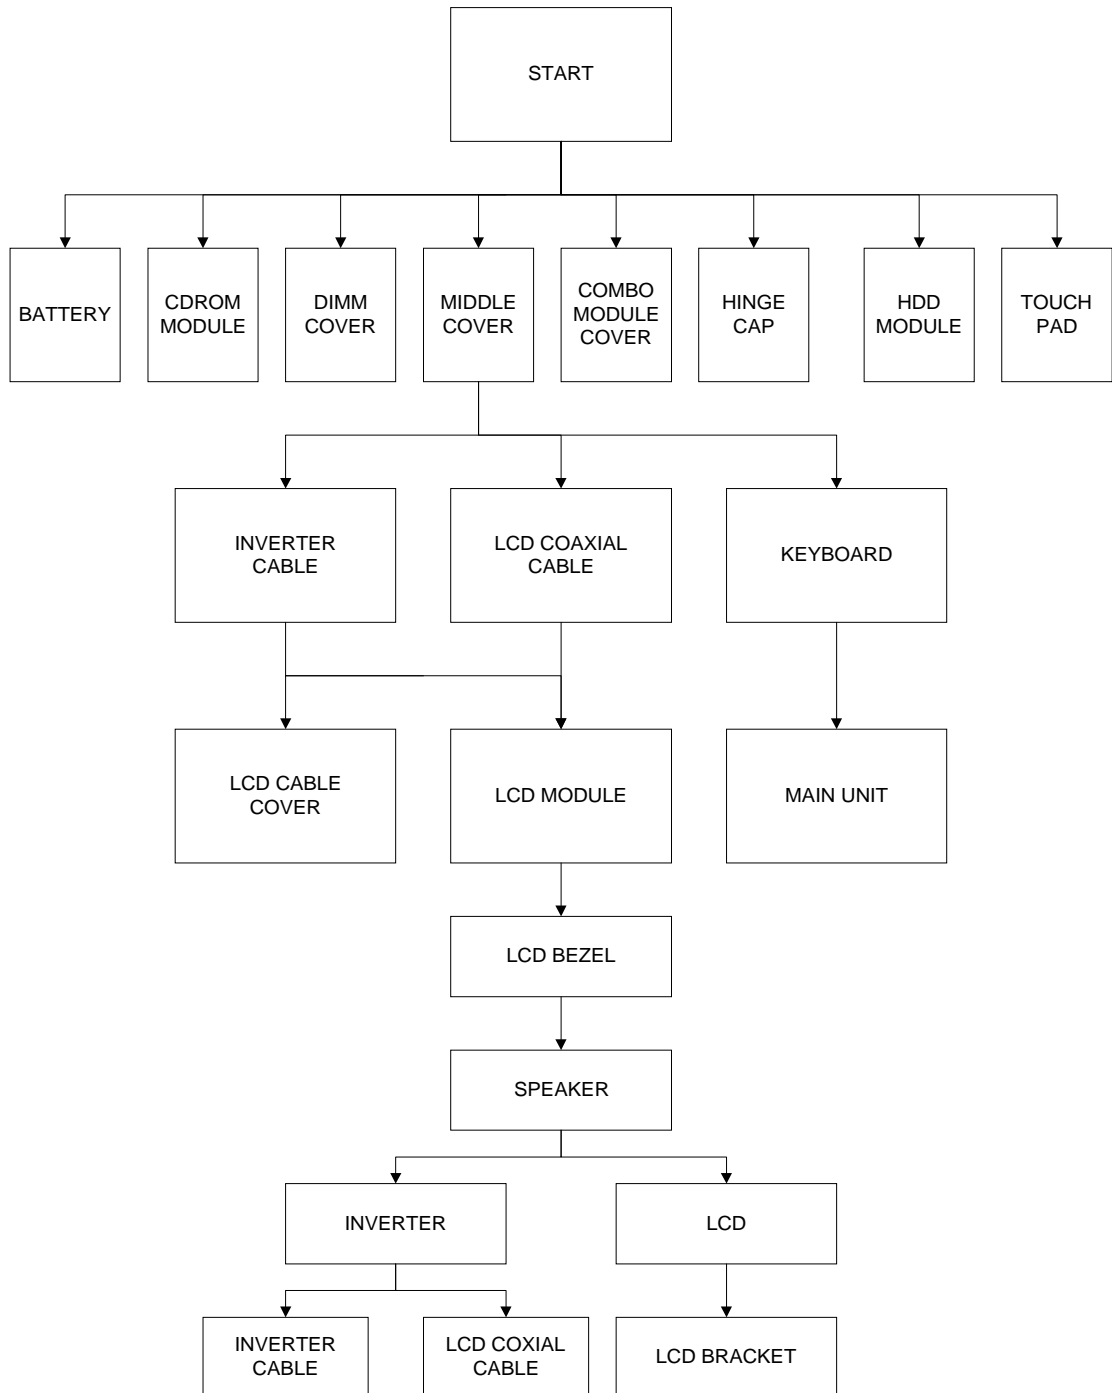 START
BATTERY
CDROM
MODULE
DIMM
COVER
MIDDLE
COVER
COMBO
MODULE
COVER
HINGE
CAP
HDD
MODULE
TOUCH
PAD
INVERTER
CABLE
LCD COAXIAL
CABLE
KEYBOARD
LCD CABLE
COVER
LCD MODULE
MAIN UNIT
LCD BEZEL
SPEAKER
INVERTER
LCD
INVERTER
CABLE
LCD COXIAL
CABLE
LCD BRACKET